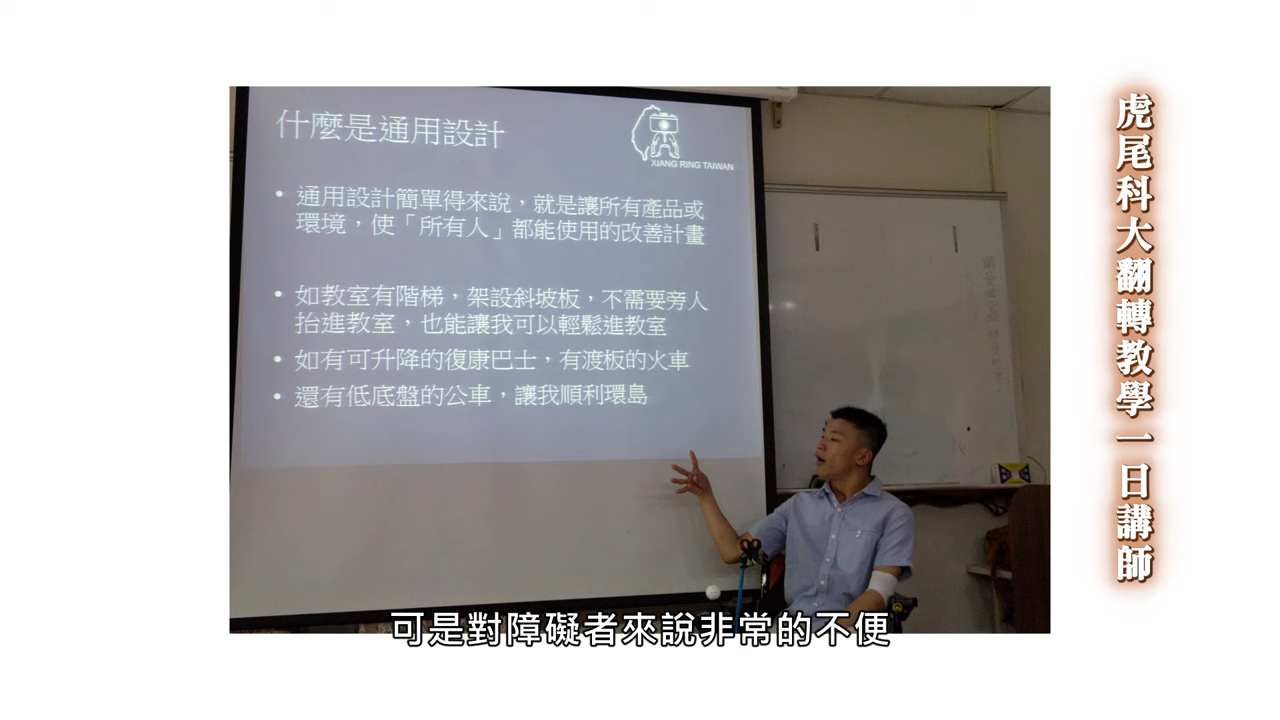 什麼是通用設計
XIANG RING TAIWAN
• 通用設計簡單得來說，就是讓所有產品或
環境，使「所有人」都能使用的改善計畫
• 如教室有階梯，架設斜坡板，不需要旁人
抬進教室，也能讓我可以輕鬆進教室
• 如有可升降的復康巴士，有渡板的火車
• 還有低底盤的公車，讓我順利環島
虎尾科大翻轉教學一日講師
可是對障礙者來說非常的不便